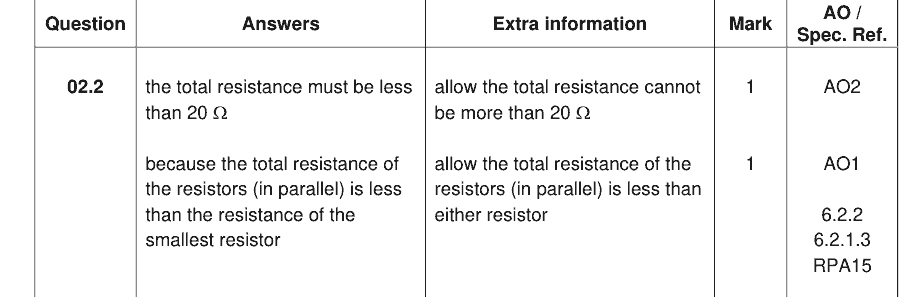 Question Answers Extra information Mark AO /
Spec. Ref.
02.2 the total resistance must be less allow the total resistance cannot 1 AO2
than 20 Ω be more than 20 Ω
because the total resistance of allow the total resistance of the 1 AO1
the resistors (in parallel) is less resistors (in parallel) is less than
than the resistance of the either resistor 6.2.2
smallest resistor 6.2.1.3
RPA15